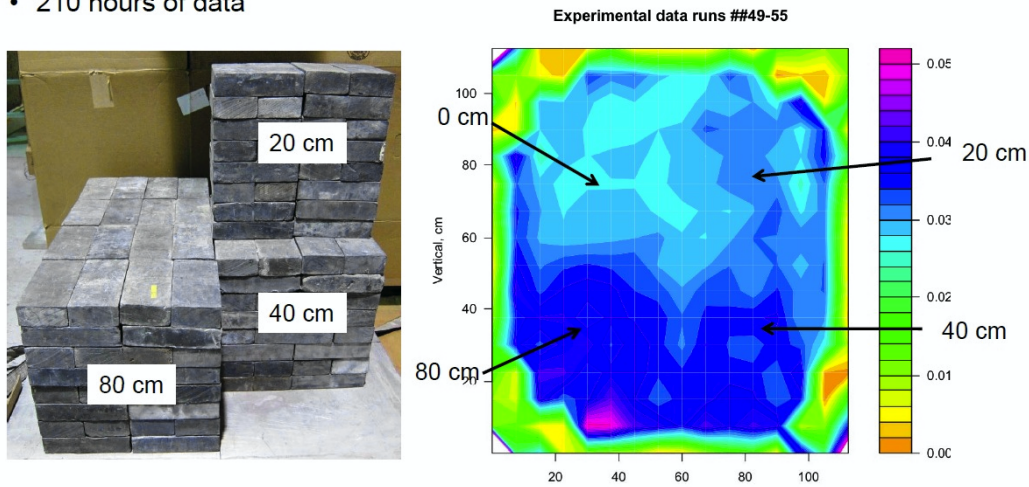 • 210 hours of data
Experimental data runs ##49-55
20 cm
40 cm
80 cm
0 cm
20 cm
40 cm
80 cm
Vertical, cm
100
80
60
40
20
20
40
60
80
100
0.05
0.04
0.03
0.02
0.01
0.00